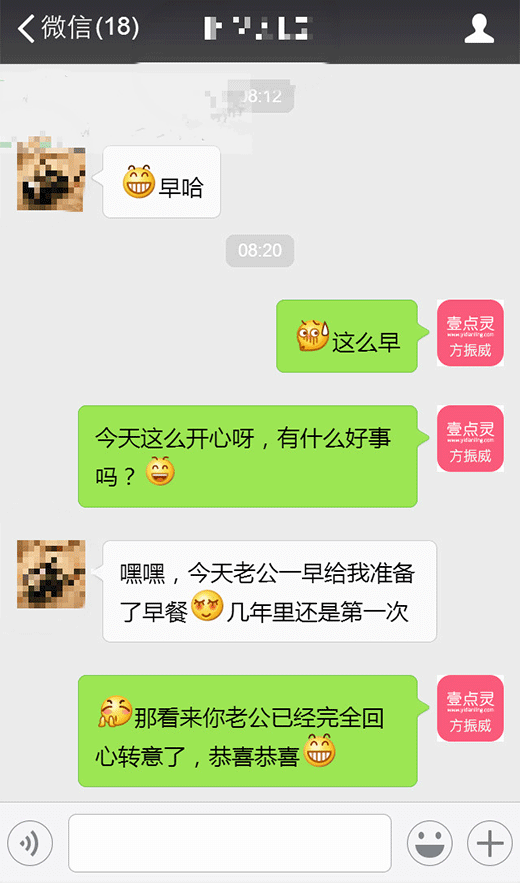 微信(18)
08:12
早哈
08:20
这么早
壹点灵
www.yidianling.com
方振威
今天这么开心呀，有什么好事
吗？
壹点灵
www.yidianling.com
方振威
嘿嘿，今天老公一早给我准备
了早餐几年里还是第一次
那看来你老公已经完全回
心转意了，恭喜恭喜
壹点灵
www.yidianling.com
方振威